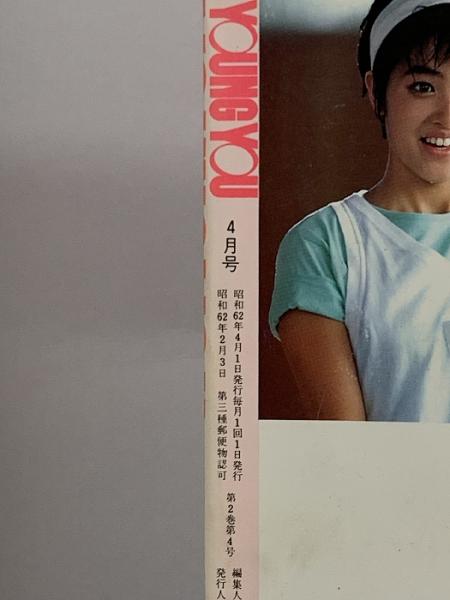 YOUNG YOU
4月号
昭和62年4月1日発行毎月1回1日発行
昭和62年2月3日 第三種郵便物認可
第2巻第4号
編集人
発行人